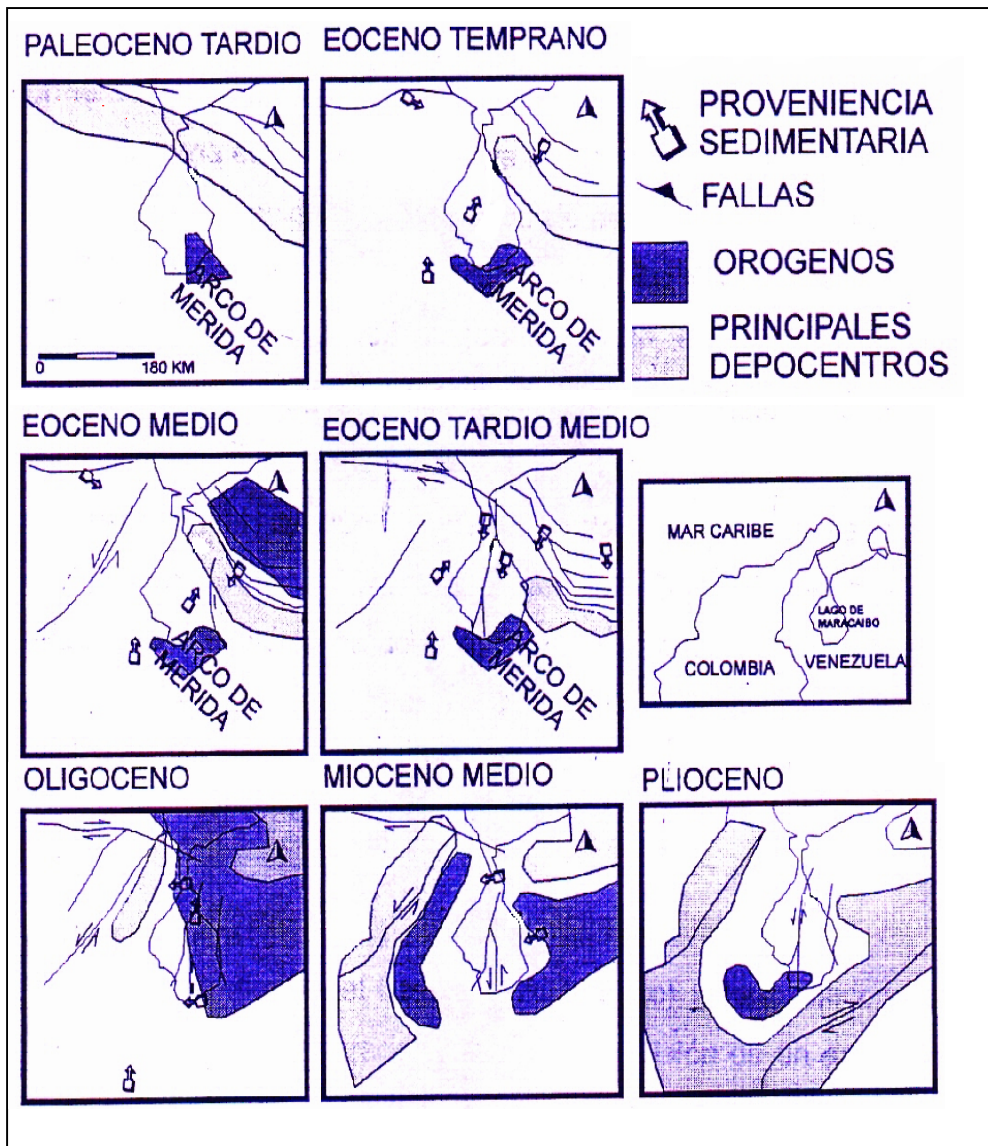 PALEOCENO TARDIO
ARCO DE
MERIDA
0 180 KM
EOCENO TEMPRANO
ARCO DE
MERIDA
PROVENIENCIA
SEDIMENTARIA
FALLAS
OROGENOS
PRINCIPALES
DEPOCENTROS
EOCENO MEDIO
ARCO DE
MERIDA
EOCENO TARDIO MEDIO
ARCO DE
MERIDA
MAR CARIBE
LAGO DE
MARACAIBO
COLOMBIA
VENEZUELA
OLIGOCENO
MIOCENO MEDIO
PLIOCENO